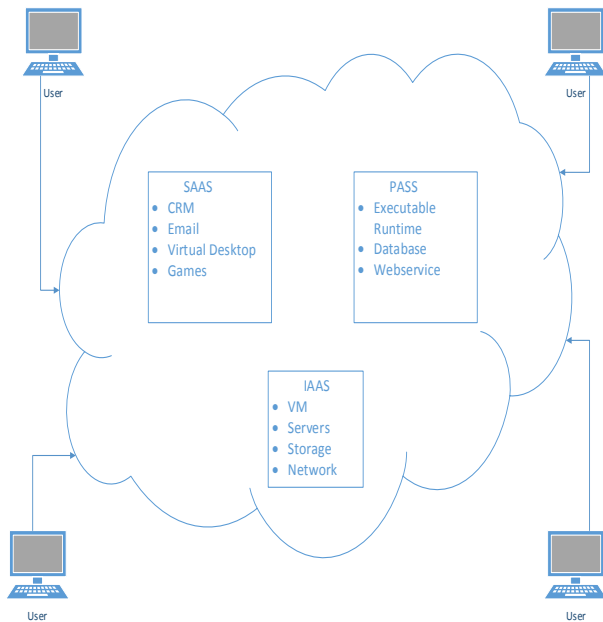 User
User
SAAS
• CRM
• Email
• Virtual Desktop
• Games
PASS
• Executable
Runtime
• Database
• Webservice
IAAS
• VM
• Servers
• Storage
• Network
User
User